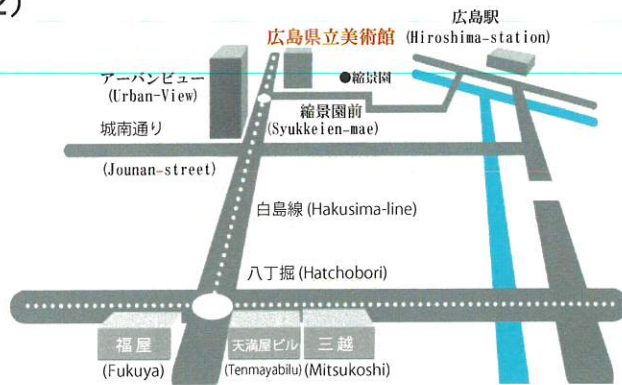 2)
広島駅
(Hiroshima-station)
広島県立美術館
●縮景園
アーバンビュー
(Urban-View)
縮景園前
(Syukkeien-mae)
城南通り
(Jounan-street)
白島線 (Hakusima-line)
八丁掘 (Hatchobori)
福屋
(Fukuya)
天満屋ビル
(Tenmayabilu)
三越
(Mitsukoshi)